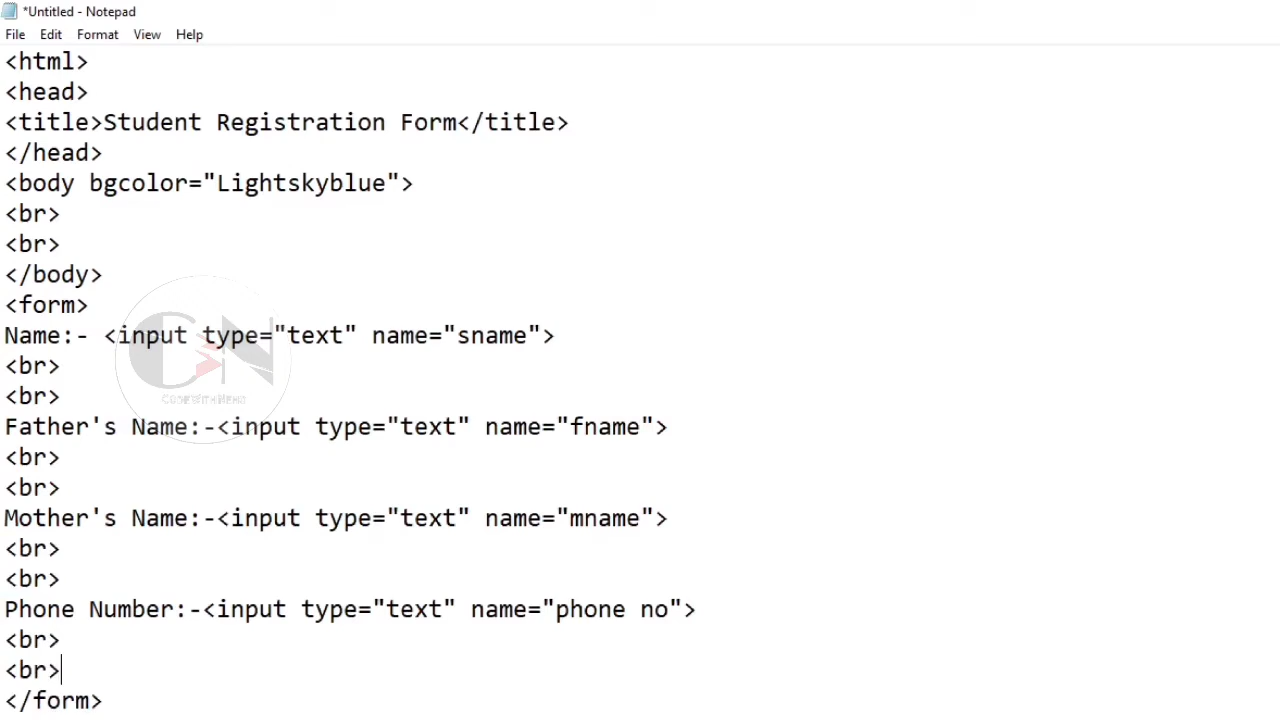 *Untitled - Notepad
File Edit Format View Help
<html>
<head>
<title>Student Registration Form</title>
</head>
<body bgcolor="Lightskyblue">
<br>
<br>
</body>
<form>
Name:- <input type="text" name="sname">
<br>
<br>
Father's Name:-<input type="text" name="fname">
<br>
<br>
Mother's Name:-<input type="text" name="mname">
<br>
<br>
Phone Number:-<input type="text" name="phone no">
<br>
<br>
</form>